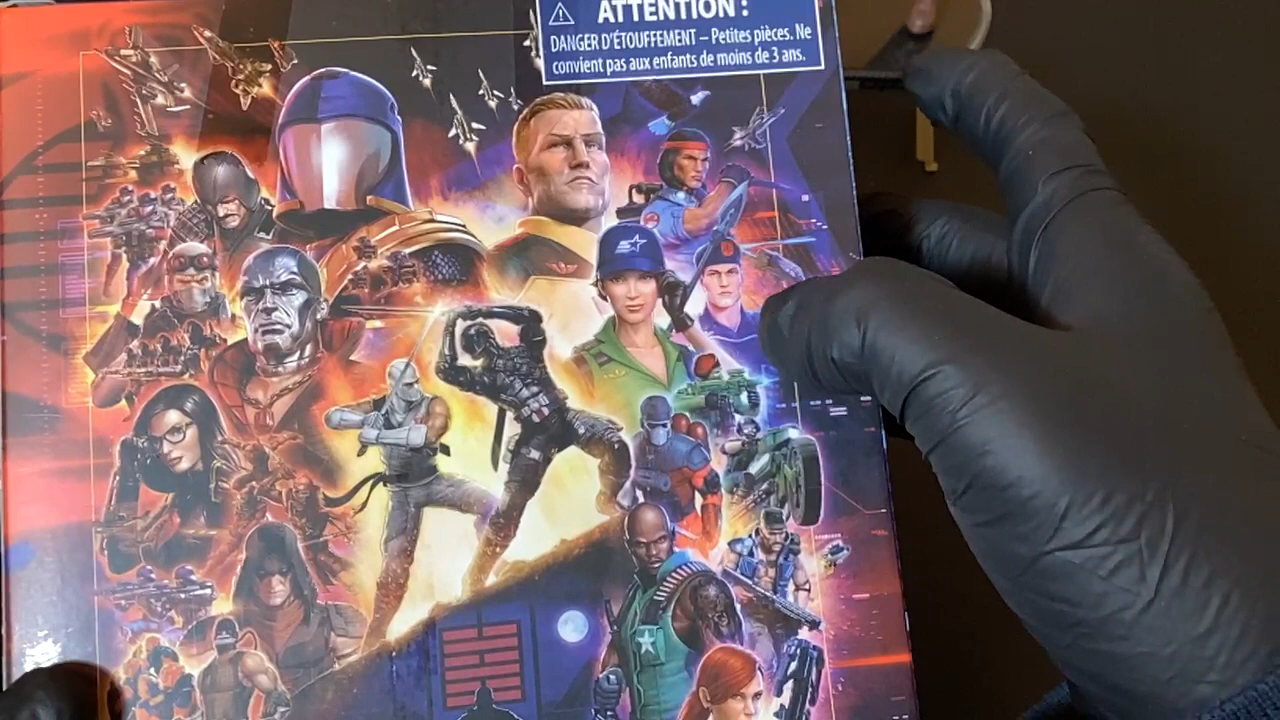 ATTENTION :
DANGER D'ÉTOUFFEMENT – Petites pièces. Ne
convient pas aux enfants de moins de 3 ans.